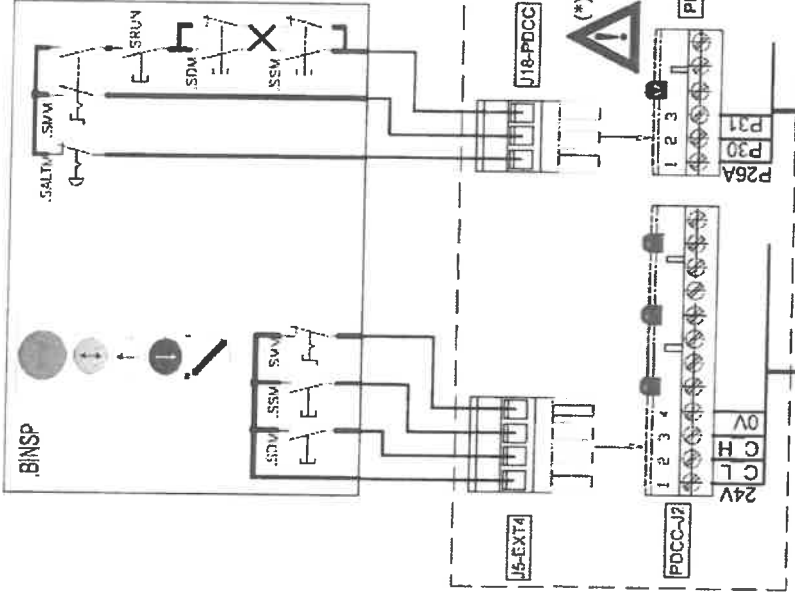 .BINSP
.SALTM
.SMM
SRUN
.SDM
.SSM
.SDM
.SSM
.SMM
J5-EXT4
J18-PDCC
(*)
PDCC-J2
1 2 3 4
24V
C L
C H
0V
1 2 3
P26A
P30
P31